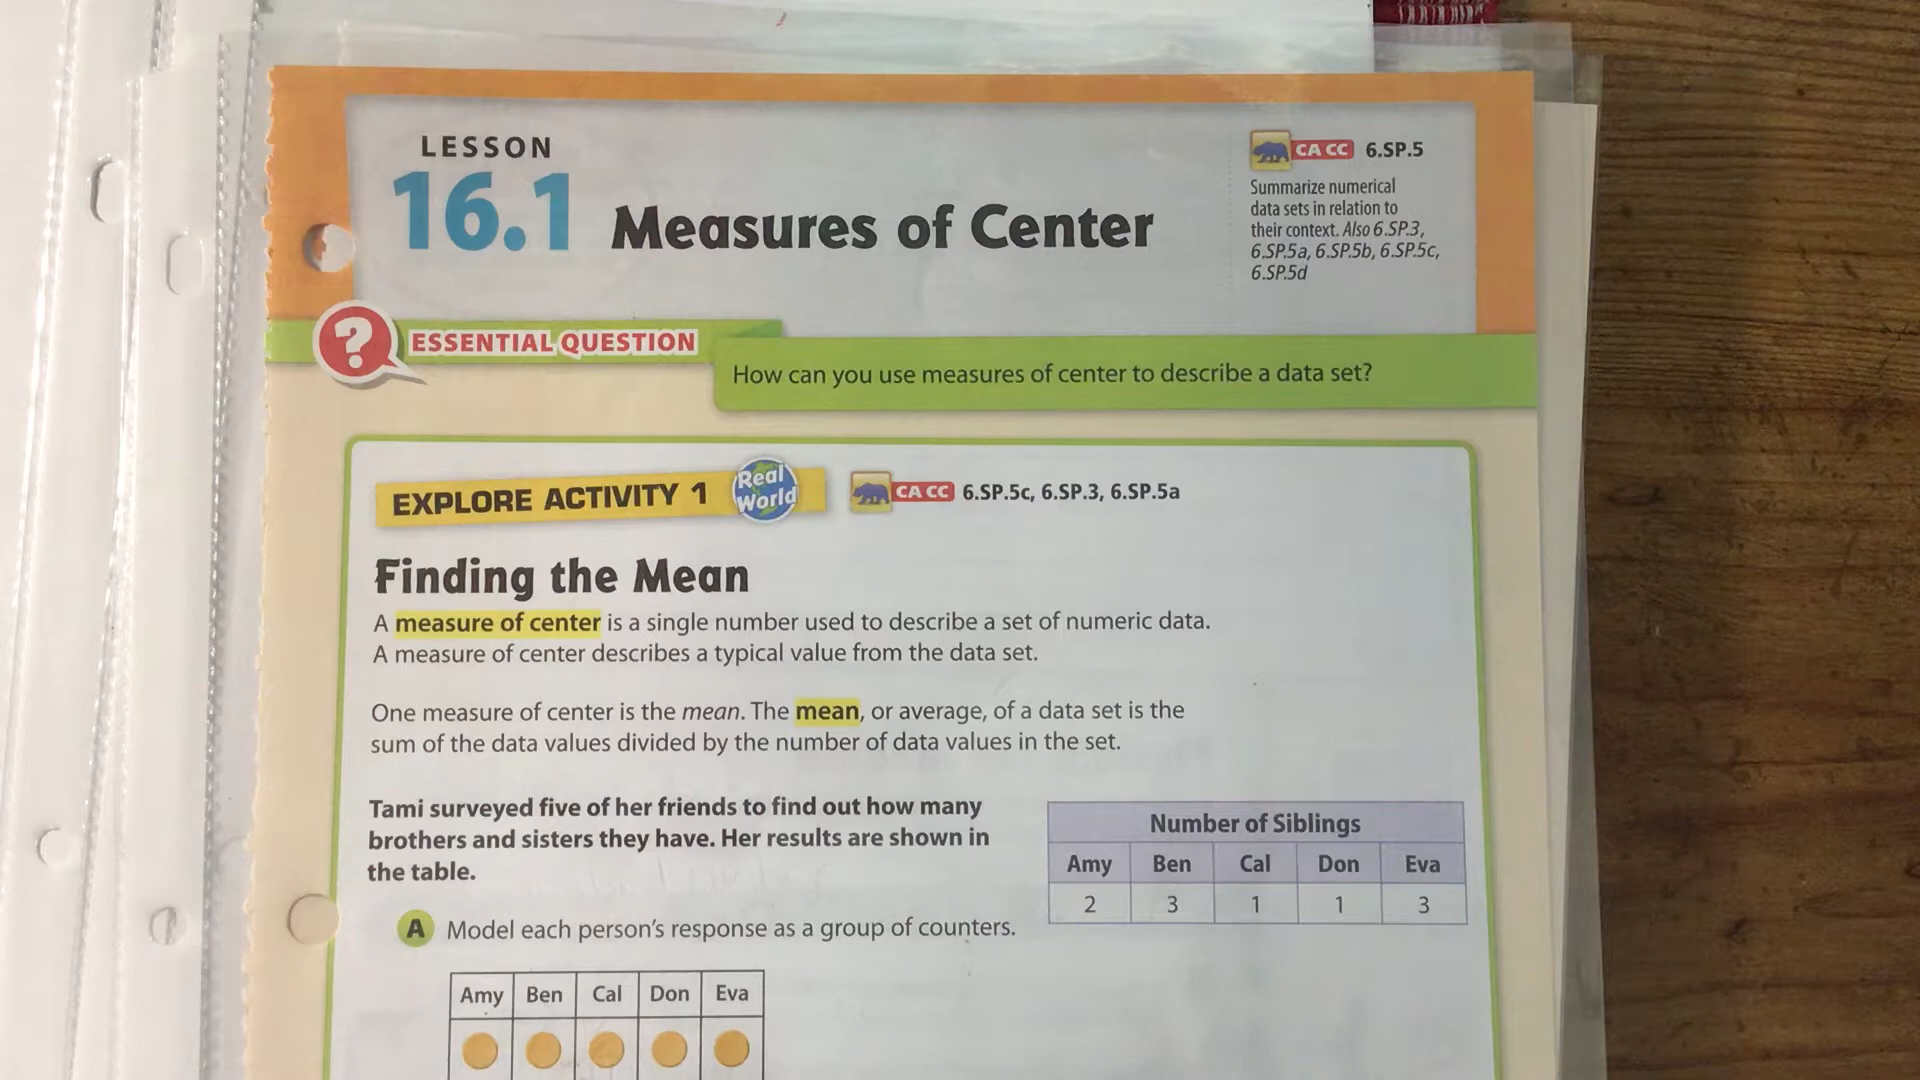 LESSON
16.1 Measures of Center
CA CC 6.SP.5
Summarize numerical
data sets in relation to
their context. Also 6.SP.3,
6.SP.5a, 6.SP.5b, 6.SP.5c,
6.SP.5d
? ESSENTIAL QUESTION
How can you use measures of center to describe a data set?
EXPLORE ACTIVITY 1 Real World CA CC 6.SP.5c, 6.SP.3, 6.SP.5a
Finding the Mean
A measure of center is a single number used to describe a set of numeric data.
A measure of center describes a typical value from the data set.
One measure of center is the mean. The mean, or average, of a data set is the
sum of the data values divided by the number of data values in the set.
Tami surveyed five of her friends to find out how many
brothers and sisters they have. Her results are shown in
the table.
Number of Siblings
Amy Ben Cal Don Eva
2 3 1 1 3
A Model each person's response as a group of counters.
Amy Ben Cal Don Eva